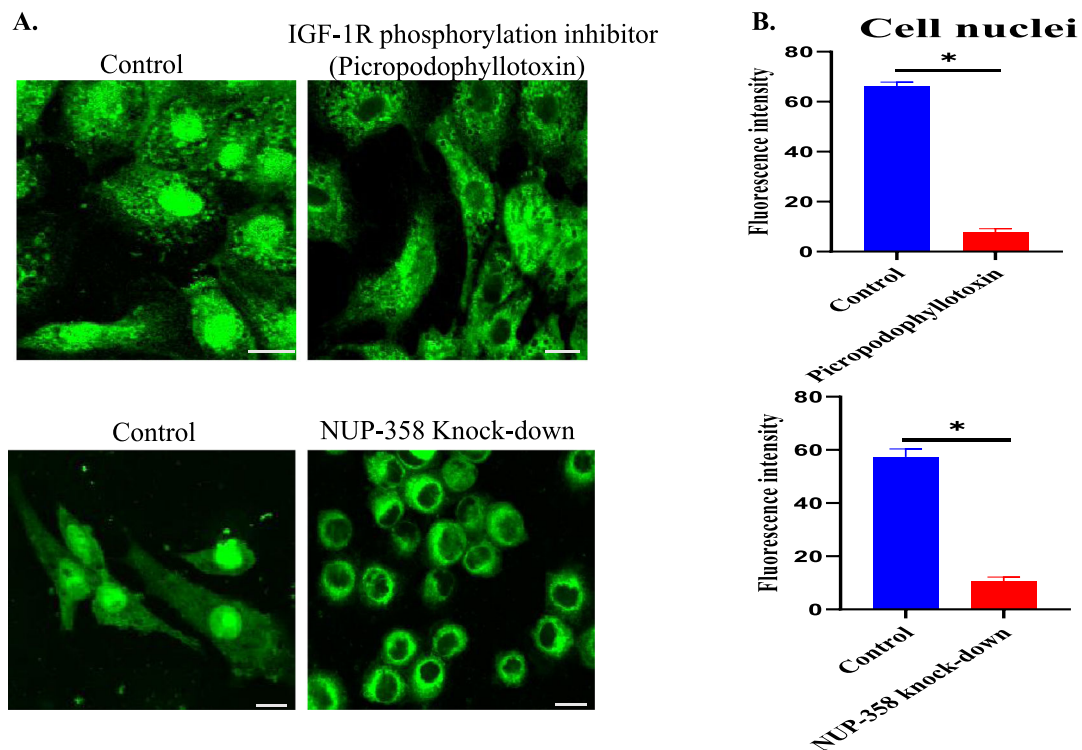 A.
Control
IGF-1R phosphorylation inhibitor
(Picropodophyllotoxin)
Control
NUP-358 Knock-down
B.
Cell nuclei
80
60
40
20
0
Fluorescence intensity
*
Control
Picropodophyllotoxin
80
60
40
20
0
Fluorescence intensity
*
Control
NUP-358 knock-down